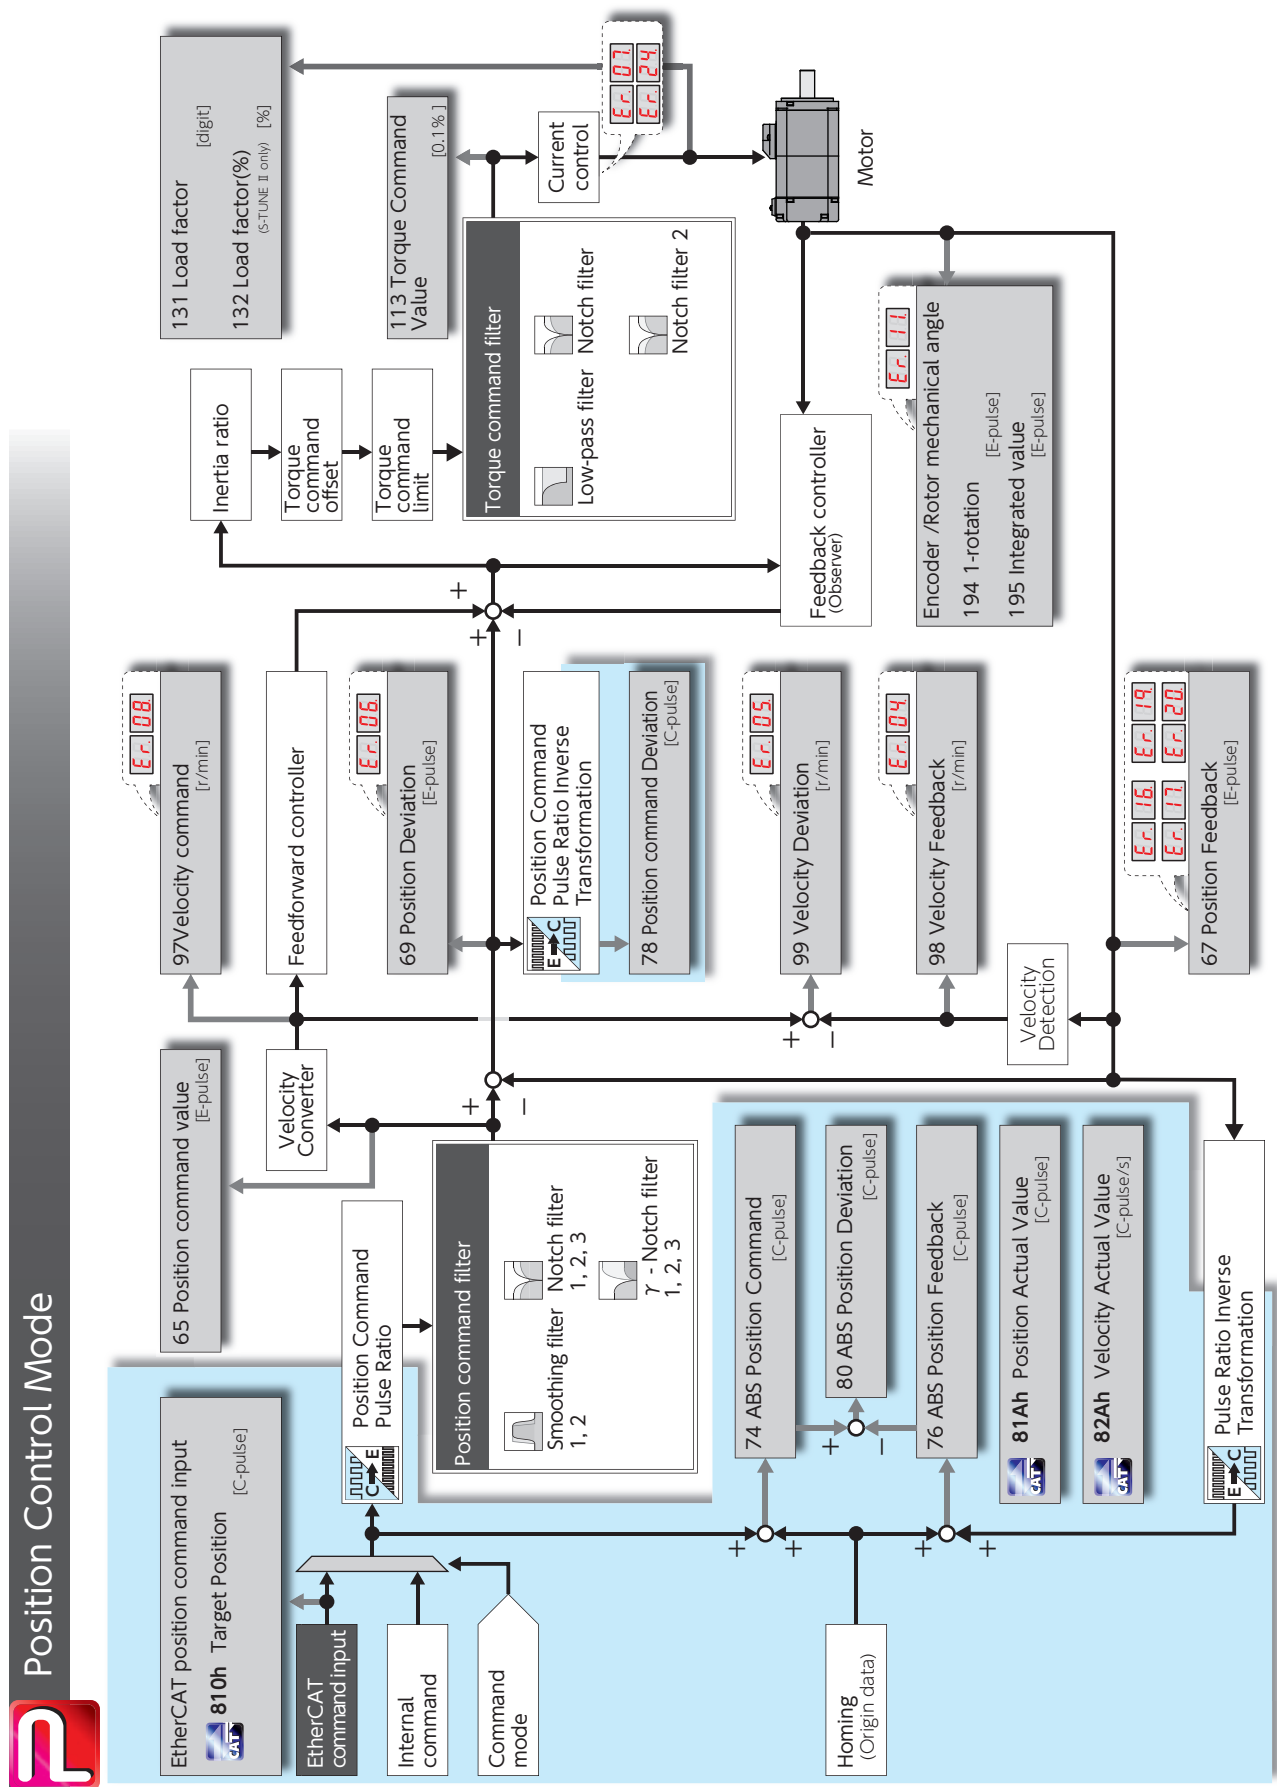 Position Control Mode
EtherCAT position command input
CAT
810h Target Position
[C-pulse]
EtherCAT
command input
Internal
command
Command
mode
Homing
(Origin data)
65 Position command value
[E-pulse]
Position Command
Pulse Ratio
C
E
Position command filter
Smoothing filter
1, 2
Notch filter
1, 2, 3
γ - Notch filter
1, 2, 3
74 ABS Position Command
[C-pulse]
80 ABS Position Deviation
[C-pulse]
76 ABS Position Feedback
[C-pulse]
CAT
81Ah Position Actual Value
[C-pulse]
CAT
82Ah Velocity Actual Value
[C-pulse/s]
Pulse Ratio Inverse
Transformation
E
C
Velocity
Converter
Er. 08.
97Velocity command
[r/min]
Feedforward controller
Er. 06.
69 Position Deviation
[E-pulse]
Position Command
Pulse Ratio Inverse
Transformation
E
C
78 Position command Deviation
[C-pulse]
Er. 05.
99 Velocity Deviation
[r/min]
Er. 04.
98 Velocity Feedback
[r/min]
Velocity
Detection
Er. 16. Er. 19.
Er. 17. Er. 20.
67 Position Feedback
[E-pulse]
Inertia ratio
Torque
command
offset
Torque
command
limit
Torque command filter
Low-pass filter
Notch filter
Notch filter 2
Feedback controller
(Observer)
Er. 11.
Encoder /Rotor mechanical angle
194 1-rotation
[E-pulse]
195 Integrated value
[E-pulse]
131 Load factor
[digit]
132 Load factor(%)
(S-TUNE II only) [%]
113 Torque Command
Value
[0.1% ]
Current
control
Er. 07.
Er. 24.
Motor
+
−
+
+
−
+
−
+
−
+
+
+
+